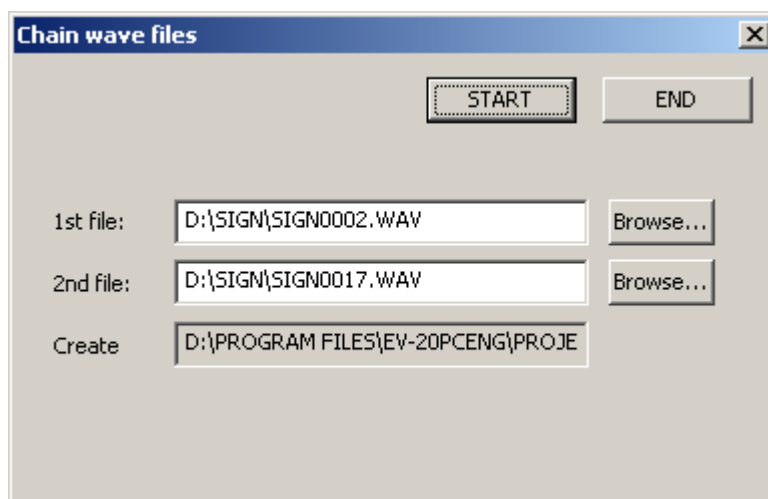 Chain wave files
START END
1st file: D:\SIGN\SIGN0002.WAV Browse...
2nd file: D:\SIGN\SIGN0017.WAV Browse...
Create D:\PROGRAM FILES\EV-20PCENG\PROJE